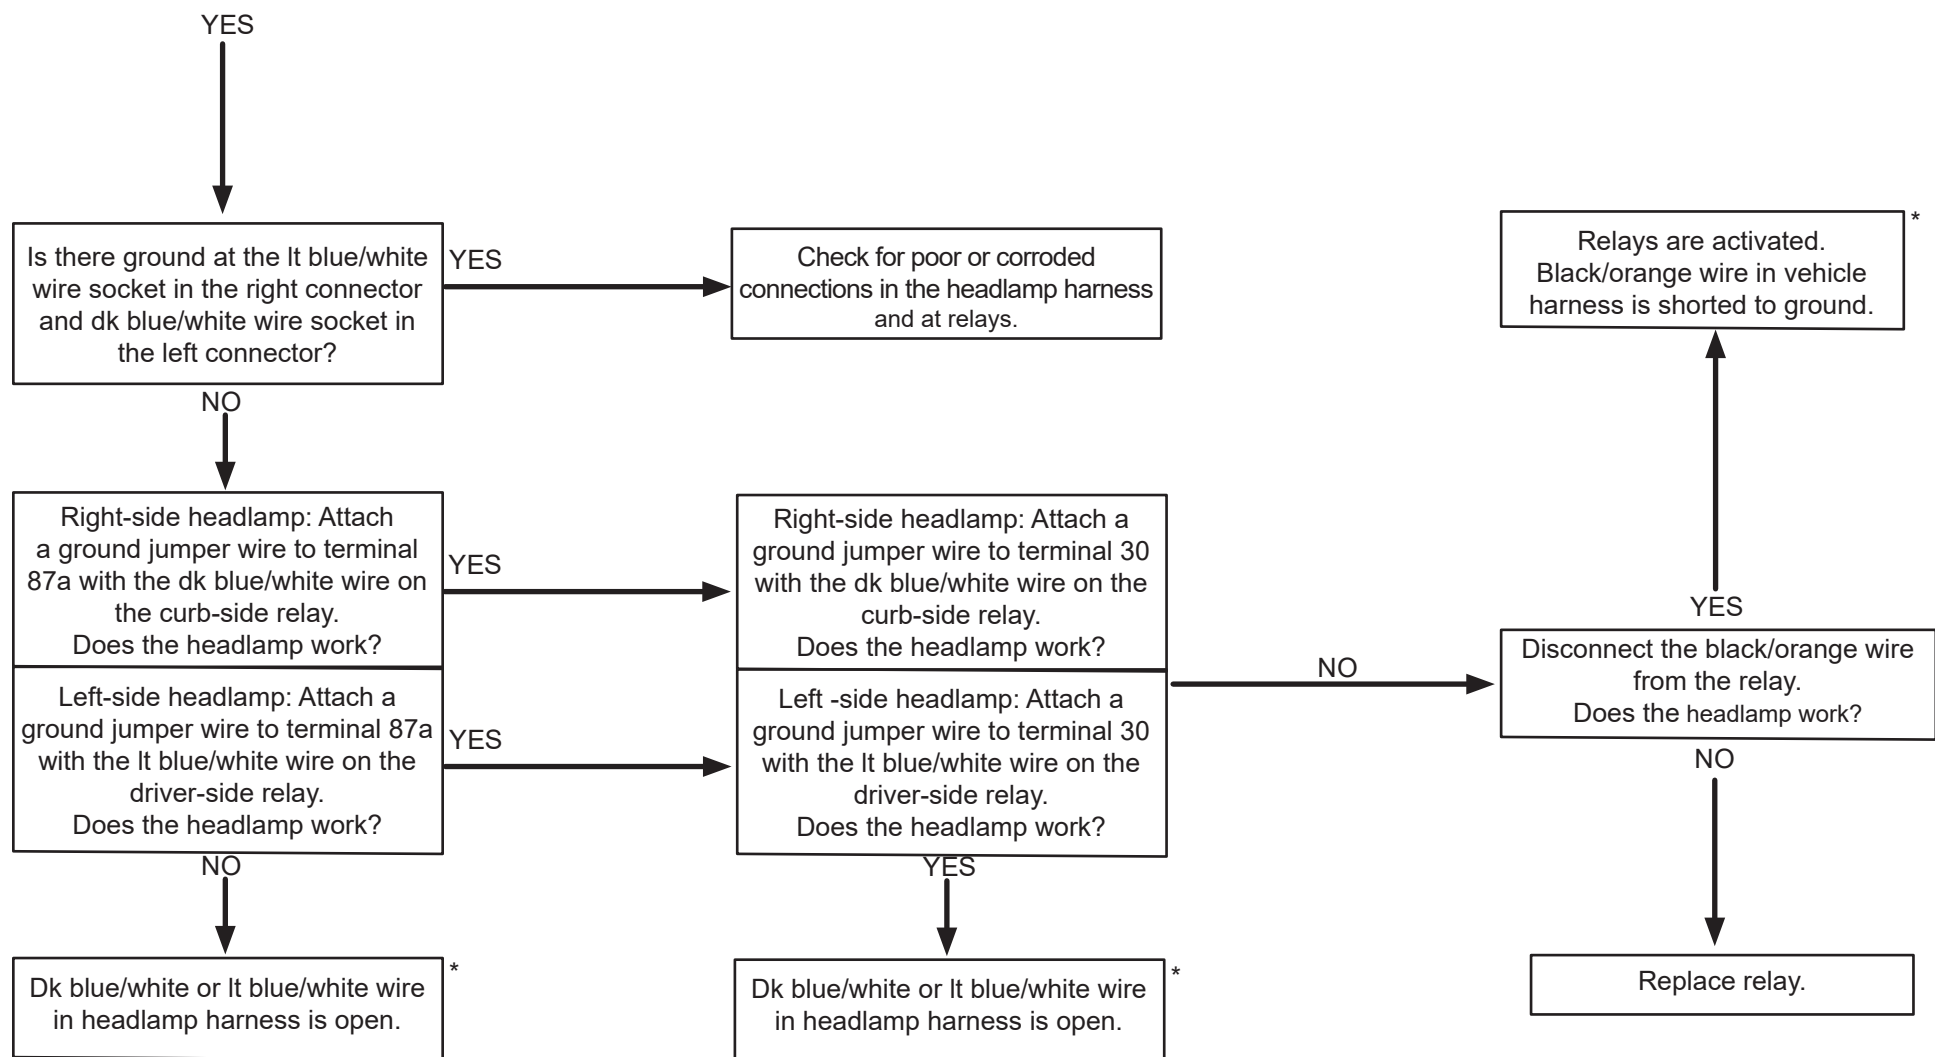 YES
Is there ground at the lt blue/white
wire socket in the right connector
and dk blue/white wire socket in
the left connector?
YES
Check for poor or corroded
connections in the headlamp harness
and at relays.
Relays are activated.
Black/orange wire in vehicle
harness is shorted to ground.
*
NO
Right-side headlamp: Attach
a ground jumper wire to terminal
87a with the dk blue/white wire on
the curb-side relay.
Does the headlamp work?
YES
Right-side headlamp: Attach a
ground jumper wire to terminal 30
with the dk blue/white wire on the
curb-side relay.
Does the headlamp work?
Left-side headlamp: Attach a
ground jumper wire to terminal 87a
with the lt blue/white wire on the
driver-side relay.
Does the headlamp work?
YES
Left -side headlamp: Attach a
ground jumper wire to terminal 30
with the lt blue/white wire on the
driver-side relay.
Does the headlamp work?
NO
YES
Disconnect the black/orange wire
from the relay.
Does the headlamp work?
NO
NO
Dk blue/white or lt blue/white wire
in headlamp harness is open.
*
YES
Dk blue/white or lt blue/white wire
in headlamp harness is open.
*
Replace relay.